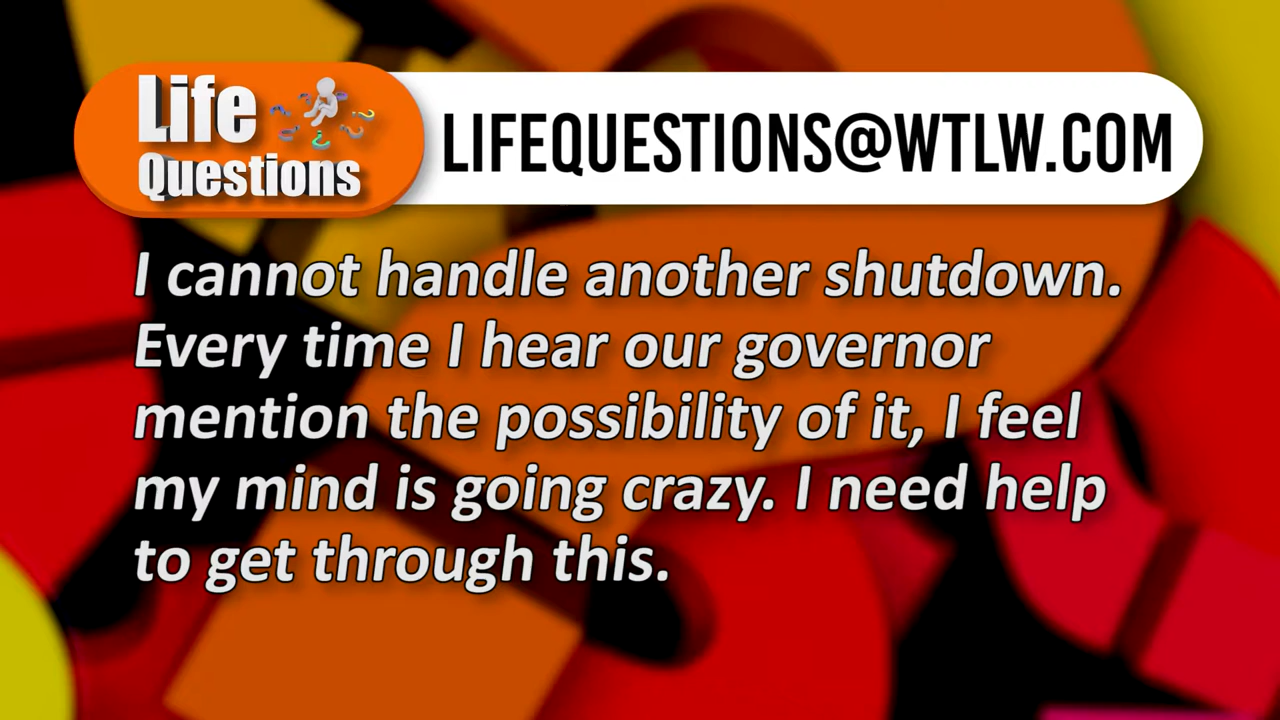 Life
Questions
LIFEQUESTIONS@WTLW.COM
I cannot handle another shutdown.
Every time I hear our governor
mention the possibility of it, I feel
my mind is going crazy. I need help
to get through this.